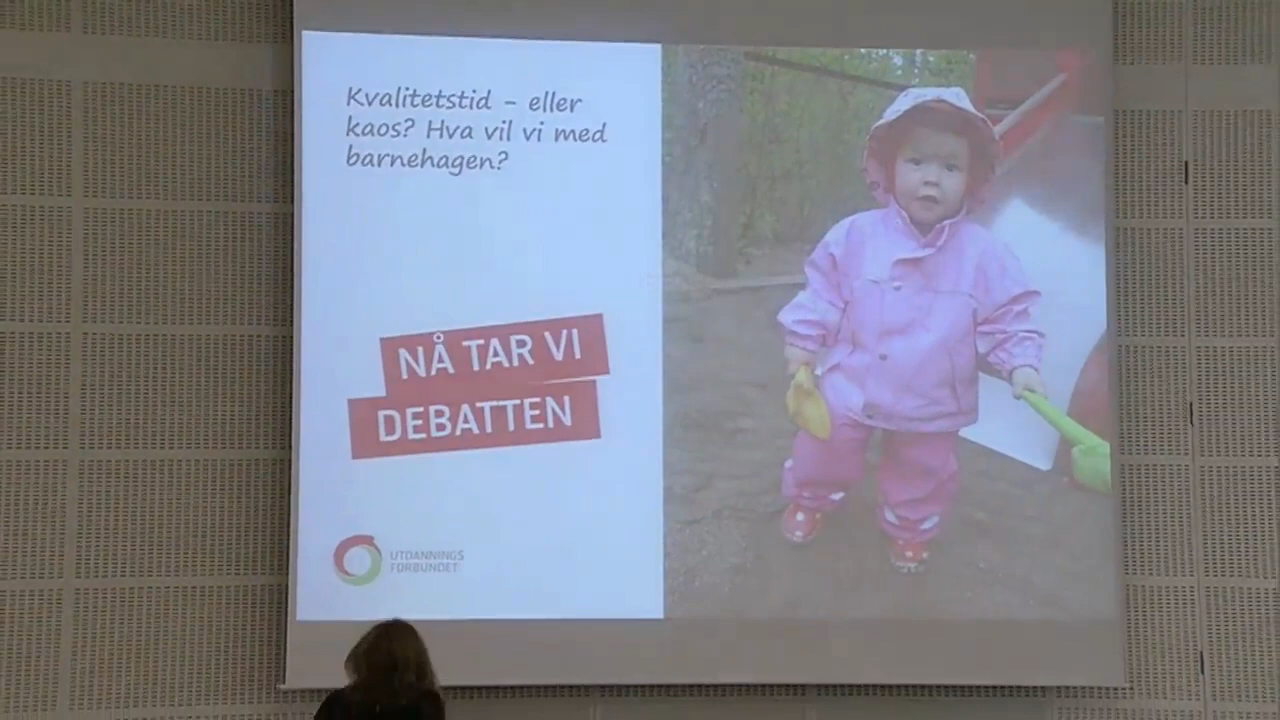 Kvalitetstid - eller
kaos? Hva vil vi med
barnehagen?
NÅ TAR VI
DEBATTEN
UTDANNINGS
FORBUNDET